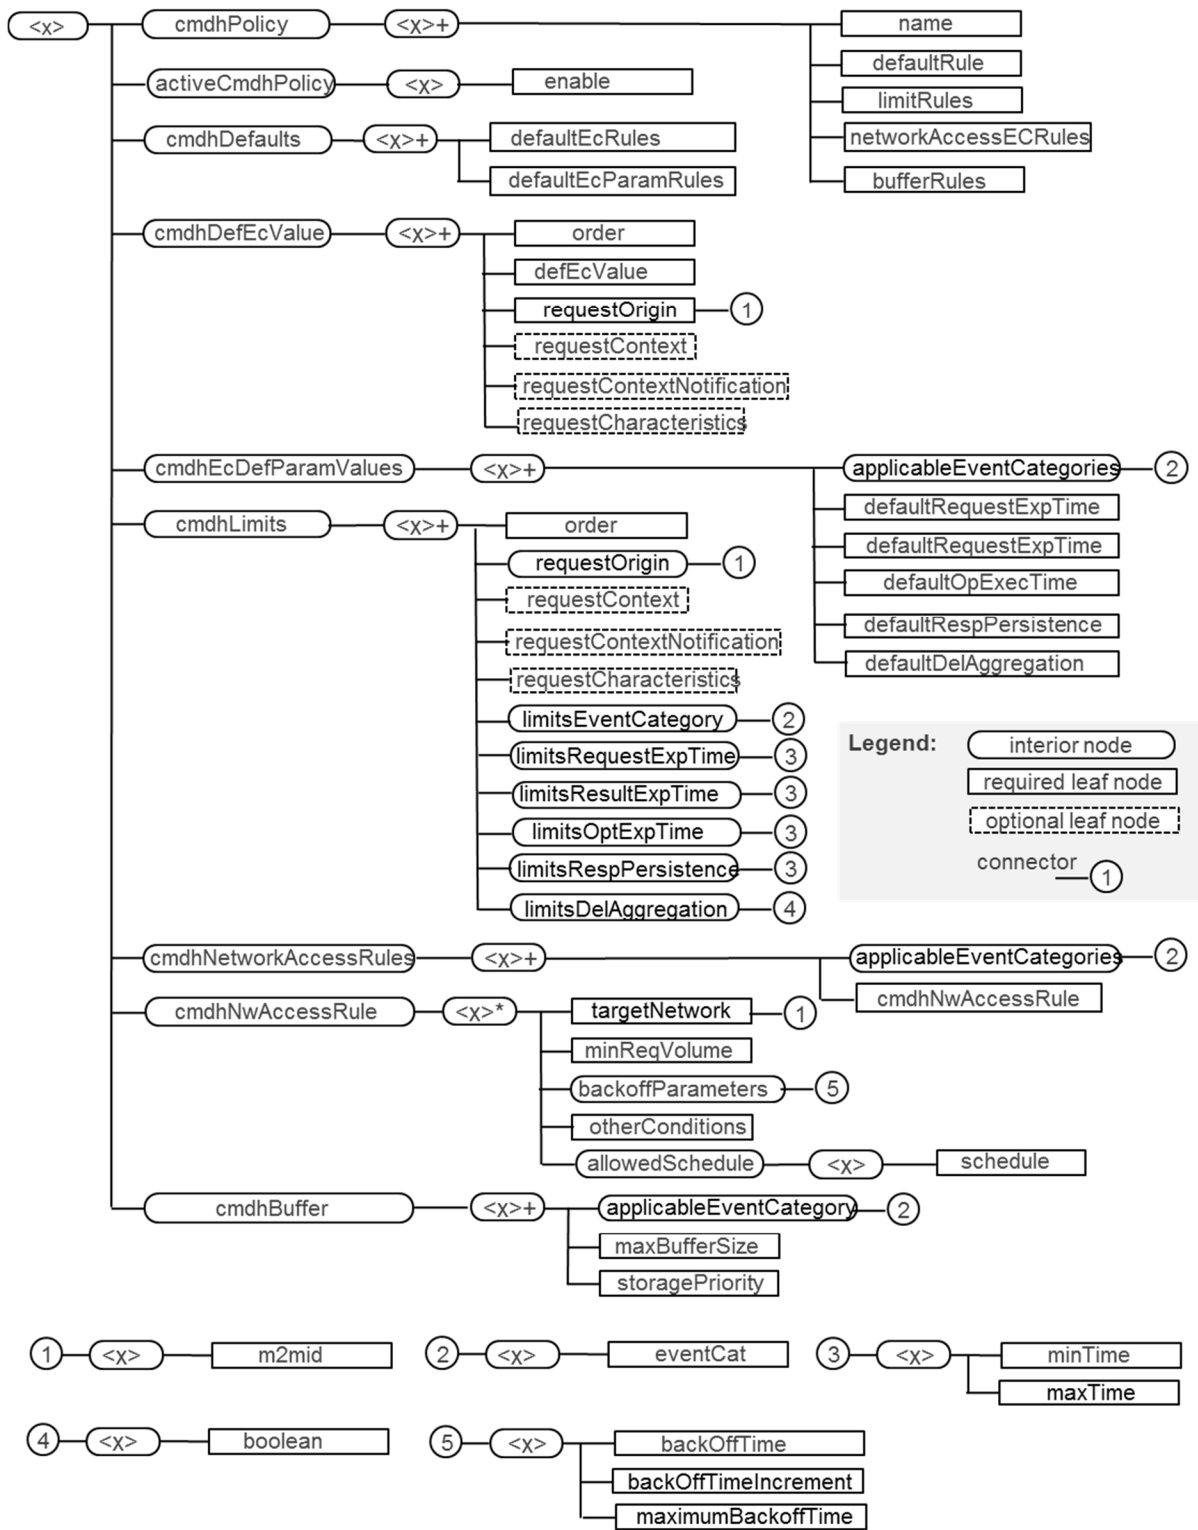 <x>
cmdhPolicy <x>+ name
defaultRule
activeCmdhPolicy <x> enable
limitRules
cmdhDefaults <x>+ defaultEcRules networkAccessECRules
defaultEcParamRules bufferRules
cmdhDefEcValue <x>+ order
defEcValue
requestOrigin 1
requestContext
requestContextNotification
requestCharacteristics
cmdhEcDefParamValues <x>+ applicableEventCategories 2
defaultRequestExpTime
cmdhLimits <x>+ order
defaultRequestExpTime
requestOrigin 1
defaultOpExecTime
requestContext
defaultRespPersistence
requestContextNotification
defaultDelAggregation
requestCharacteristics
limitsEventCategory 2
limitsRequestExpTime 3
limitsResultExpTime 3
limitsOptExpTime 3
limitsRespPersistence 3
limitsDelAggregation 4
Legend: interior node
required leaf node
optional leaf node
connector
1
cmdhNetworkAccessRules <x>+ applicableEventCategories 2
cmdhNwAccessRule
cmdhNwAccessRule <x>* targetNetwork 1
minReqVolume
backoffParameters 5
otherConditions
allowedSchedule <x> schedule
cmdhBuffer <x>+ applicableEventCategory 2
maxBufferSize
storagePriority
1 <x> m2mid
2 <x> eventCat
3 <x> minTime
maxTime
4 <x> boolean
5 <x> backOffTime
backOffTimeIncrement
maximumBackoffTime